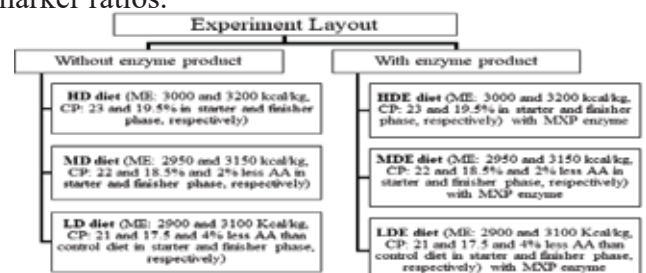 marker ratios.
Experiment Layout
Without enzyme product
With enzyme product
HD diet (ME: 3000 and 3200 kcal/kg,
CP: 23 and 19.5% in starter and finisher
phase, respectively)
HDE diet (ME: 3000 and 3200 kcal/kg,
CP: 23 and 19.5% in starter and finisher
phase, respectively) with MXP enzyme
MD diet (ME: 2950 and 3150 kcal/kg,
CP: 22 and 18.5% and 2% less AA in
starter and finisher phase, respectively)
MDE diet (ME: 2950 and 3150 kcal/kg,
CP: 22 and 18.5% and 2% less AA in
starter and finisher phase, respectively)
with MXP enzyme
LD diet (ME: 2900 and 3100 Kcal/kg,
CP: 21 and 17.5 and 4% less AA than
control diet in starter and finisher phase,
respectively)
LDE diet (ME: 2900 and 3100 Kcal/kg,
CP: 21 and 17.5 and 4% less AA than
control diet in starter and finisher phase,
respectively) with MXP enzyme